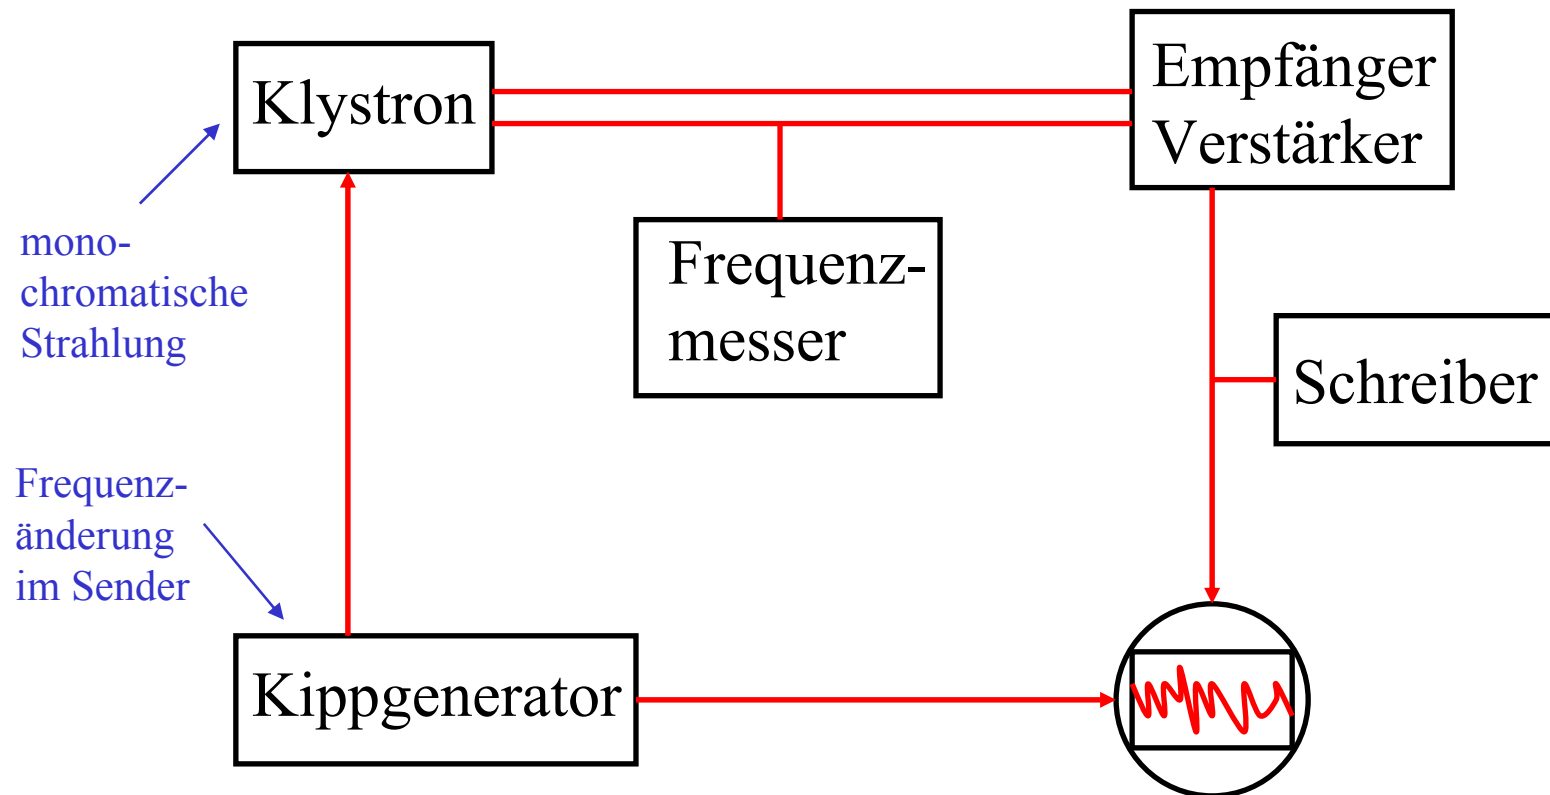 Klystron
Empfänger
Verstärker
mono-
chromatische
Strahlung
Frequenz-
messer
Schreiber
Frequenz-
änderung
im Sender
Kippgenerator